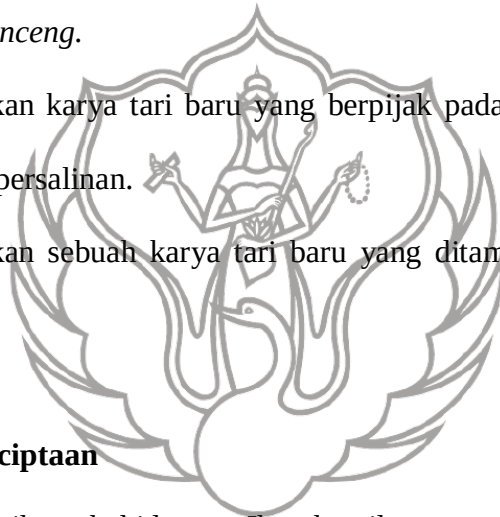 nceng.
kan karya tari baru yang berpijak pada
persalinan.
kan sebuah karya tari baru yang ditam
ciptaan